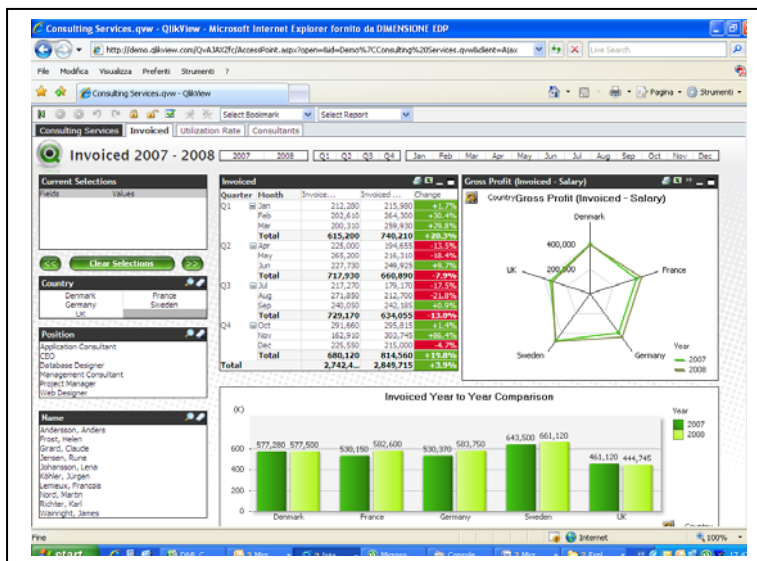 Consulting Services.qvw - QlikView - Microsoft Internet Explorer fornito da DIMENSIONE EDP
http://demo.qlikview.com/QvAJAX2fc/AccessPoint.aspx?open=&id=Demo%7CConsulting%20Services.qvw&client=Ajax
Live Search
File Modifica Visualizza Preferiti Strumenti ?
Consulting Services.qvw - QlikView
Pagina Strumenti
Select Bookmark Select Report
Consulting Services Invoiced Utilization Rate Consultants
Invoiced 2007 - 2008 2007 2008 Q1 Q2 Q3 Q4 Jan Feb Mar Apr May Jun Jul Aug Sep Oct Nov Dec
Current Selections
Fields Values
<< Clear Selections >>
Country
Denmark France
Germany Sweden
UK
Position
Application Consultant
CEO
Database Designer
Management Consultant
Project Manager
Web Designer
Name
Andersson, Anders
Frost, Helen
Girard, Claude
Jensen, Rune
Johansson, Lena
Köhler, Jürgen
Lemieux, Francois
Nord, Martin
Richter, Karl
Wainright, James
Invoiced
Quarter Month Invoice... Invoiced ... Change
Q1 Jan 212,280 215,980 +1.7%
Feb 202,610 264,300 +30.4%
Mar 200,310 259,930 +29.8%
Total 615,200 740,210 +20.3%
Q2 Apr 225,000 194,655 -13.5%
May 265,200 216,310 -18.4%
Jun 227,730 249,925 +9.7%
Total 717,930 660,890 -7.9%
Q3 Jul 217,270 179,170 -17.5%
Aug 271,850 212,700 -21.8%
Sep 240,050 242,185 +0.9%
Total 729,170 634,055 -13.0%
Q4 Oct 291,660 295,815 +1.4%
Nov 162,910 303,745 +86.4%
Dec 225,550 215,000 -4.7%
Total 680,120 814,560 +19.8%
Total 2,742,4... 2,849,715 +3.9%
Gross Profit (Invoiced - Salary)
Country Gross Profit (Invoiced - Salary)
Denmark
400,000
200,000
UK France
Sweden Germany
Year
2007
2008
Invoiced Year to Year Comparison
(K)
Year
2007
2008
577,280 577,500 530,150 582,600 530,370 583,750 643,500 661,120 461,120 444,745
600
400
200
0
Denmark France Germany Sweden UK
Country
Fine Internet 100%
start